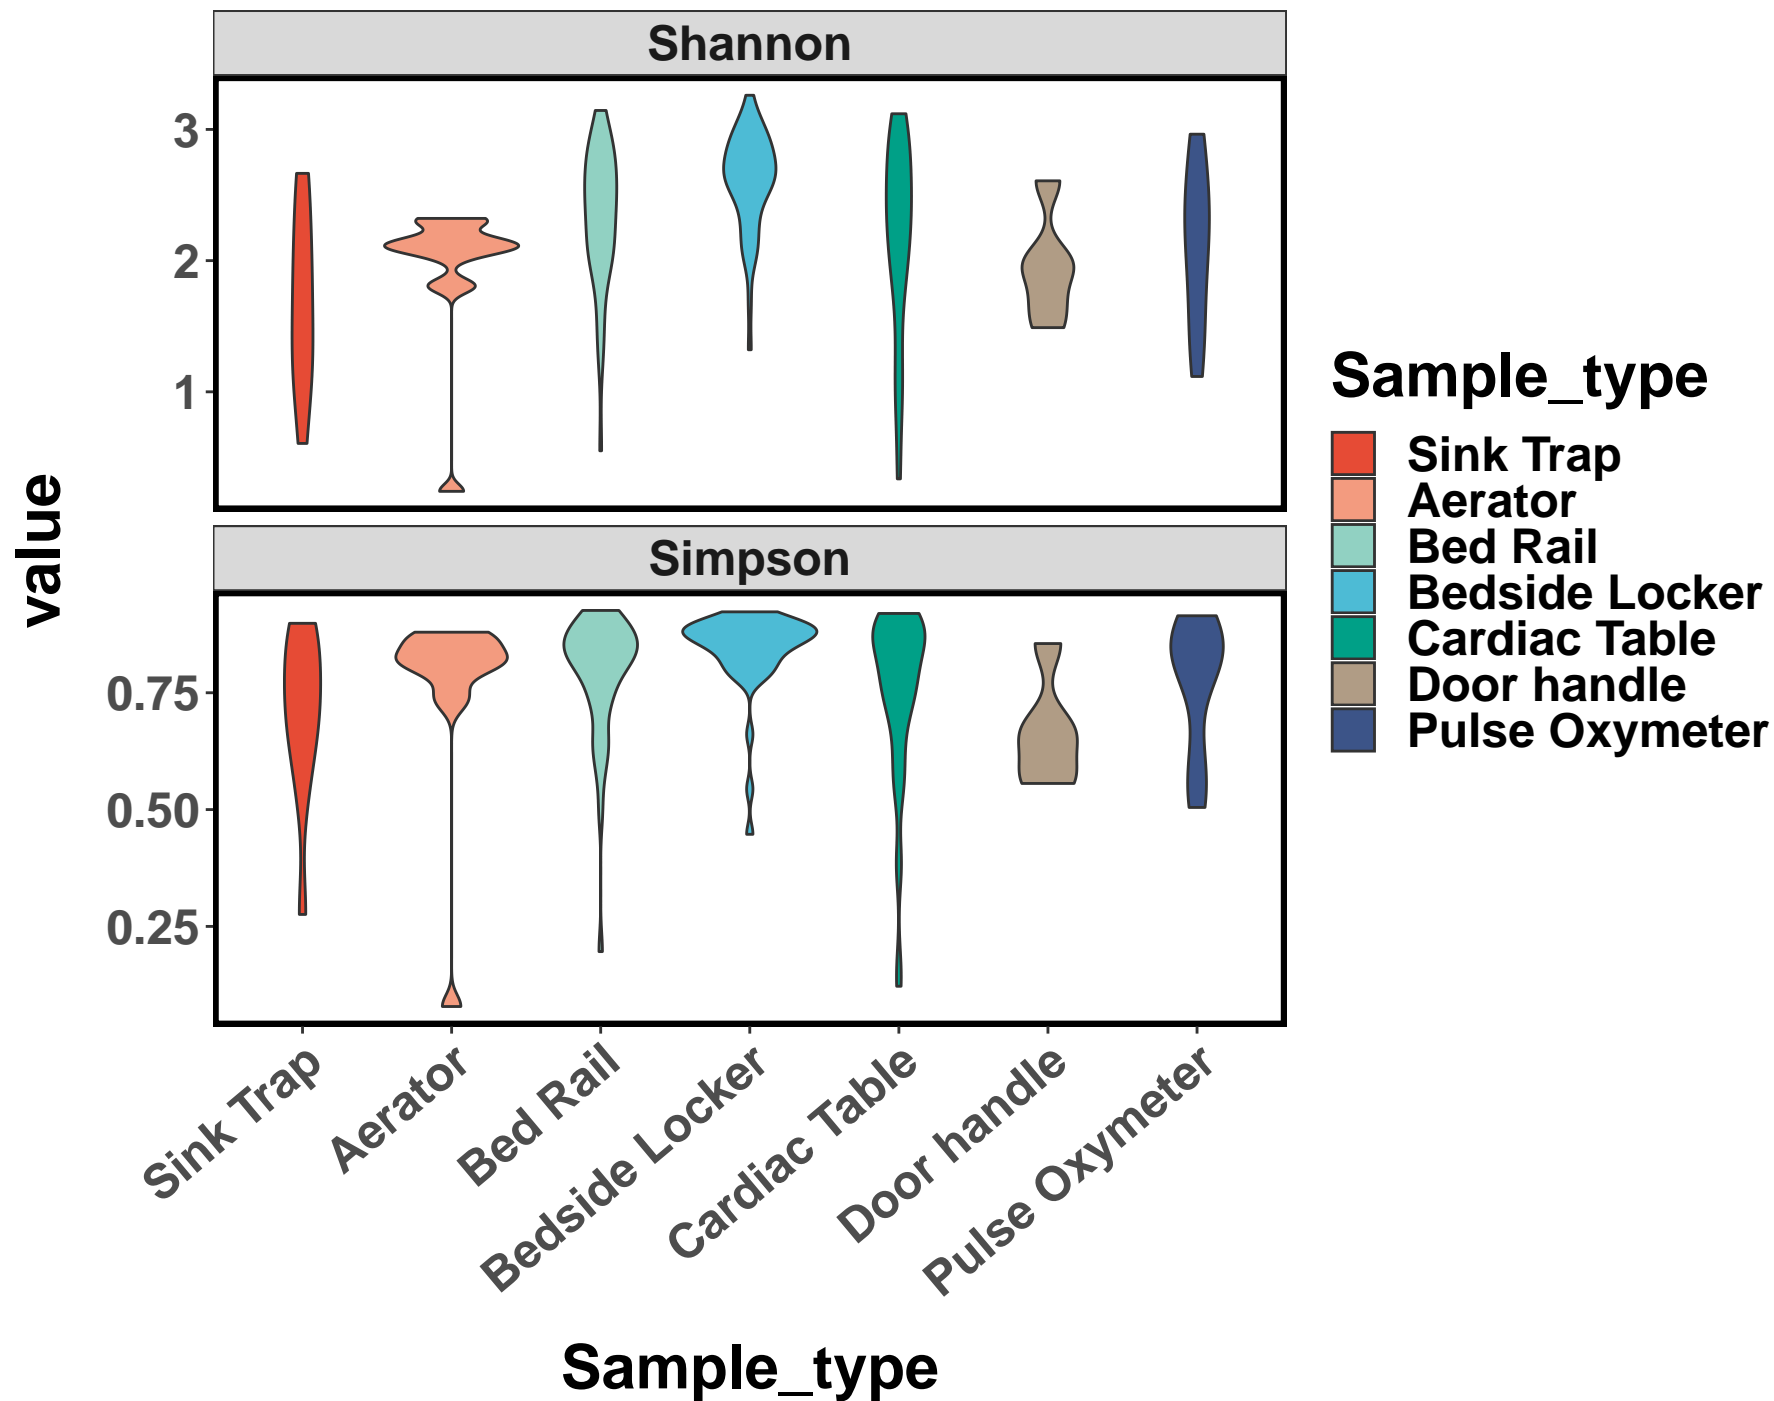 Shannon
3
2
1
value
Simpson
0.75
0.50
0.25
Sink Trap
Aerator
Bed Rail
Bedside Locker
Cardiac Table
Door handle
Pulse Oxymeter
Sample_type
Sample_type
Sink Trap
Aerator
Bed Rail
Bedside Locker
Cardiac Table
Door handle
Pulse Oxymeter